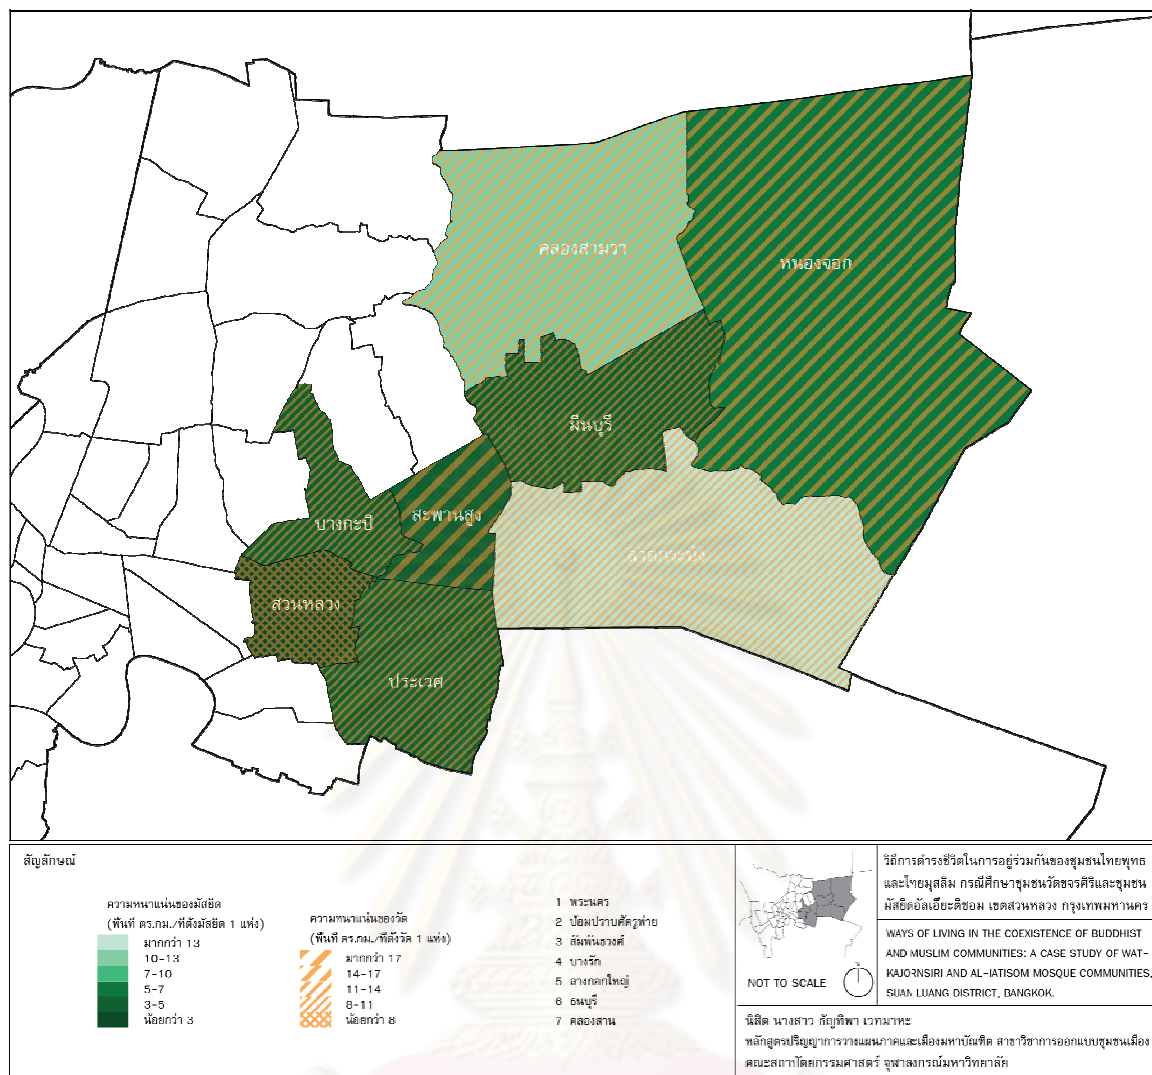 คลองสามวา
หนองจอก
มีนบุรี
สะพานสูง
บางกะปิ
ลาดกระบัง
สวนหลวง
ประเวศ
สัญลักษณ์
ความหนาแน่นของมัสยิด
(พื้นที่ ตร.กม./ที่ตั้งมัสยิด 1 แห่ง)
มากกว่า 13
10-13
7-10
5-7
3-5
น้อยกว่า 3
ความหนาแน่นของวัด
(พื้นที่ ตร.กม./ที่ตั้งวัด 1 แห่ง)
มากกว่า 17
14-17
11-14
8-11
น้อยกว่า 8
1 พระนคร
2 ป้อมปราบศัตรูพ่าย
3 สัมพันธวงศ์
4 บางรัก
5 บางกอกใหญ่
6 ธนบุรี
7 คลองสาน
NOT TO SCALE
วิถีการดำรงชีวิตในการอยู่ร่วมกันของชุมชนไทยพุทธ
และไทยมุสลิม กรณีศึกษาชุมชนวัดขจรศิริและชุมชน
มัสยิดอัลเอี๊ยะติซอม เขตสวนหลวง กรุงเทพมหานคร
WAYS OF LIVING IN THE COEXISTENCE OF BUDDHIST
AND MUSLIM COMMUNITIES: A CASE STUDY OF WAT-
KAJORNSIRI AND AL-IATISOM MOSQUE COMMUNITIES,
SUAN LUANG DISTRICT, BANGKOK.
นิสิต นางสาว ธัญทิพา เวทมาหะ
หลักสูตรปริญญาการวางแผนภาคและเมืองมหาบัณฑิต สาขาวิชาการออกแบบชุมชนเมือง
คณะสถาปัตยกรรมศาสตร์ จุฬาลงกรณ์มหาวิทยาลัย